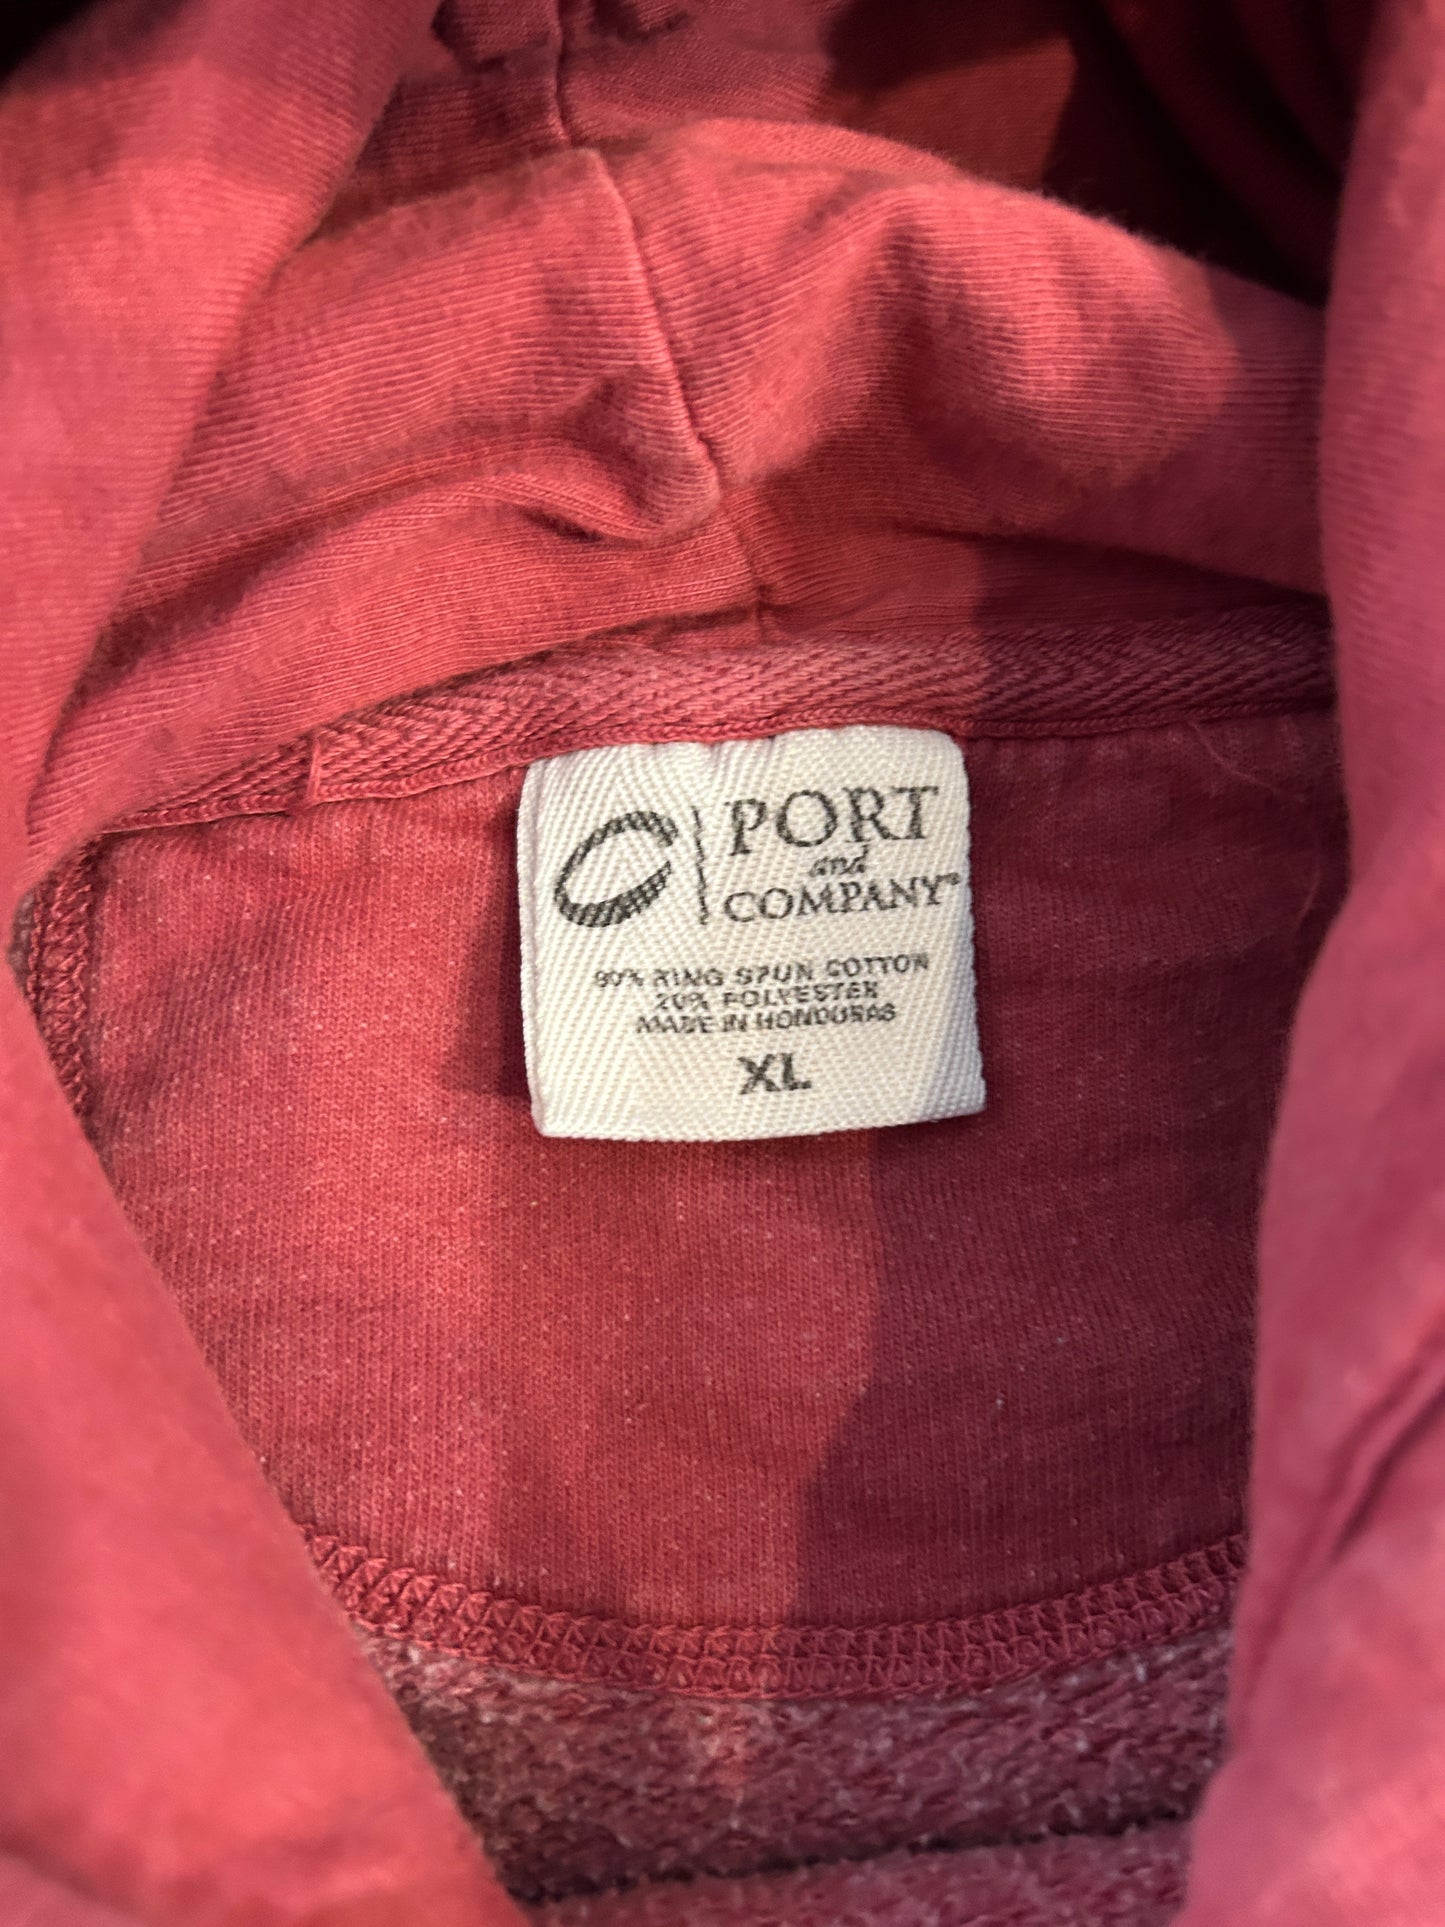 PORT
and
COMPANY®
80% RING SPUN COTTON
20% POLYESTER
MADE IN HONDURAS
XL